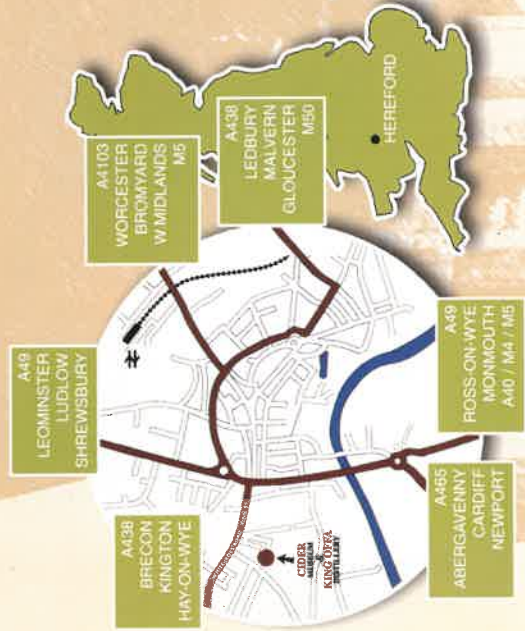 A49
LEOMINSTER
LUDLOW
SHREWSBURY
A4103
WORCESTER
BROMYARD
W.MIDLANDS
M5
A438
LEDBURY
MALVERN
GLOUCESTER
M50
HEREFORD
A438
BRECON
KINGTON
HAY-ON-WYE
CIDER
MUSEUM
&
KING OFFA
DISTILLERY
A465
ABERGAVENNY
CARDIFF
NEWPORT
A49
ROSS-ON-WYE
MONMOUTH
A40 / M4 / M5